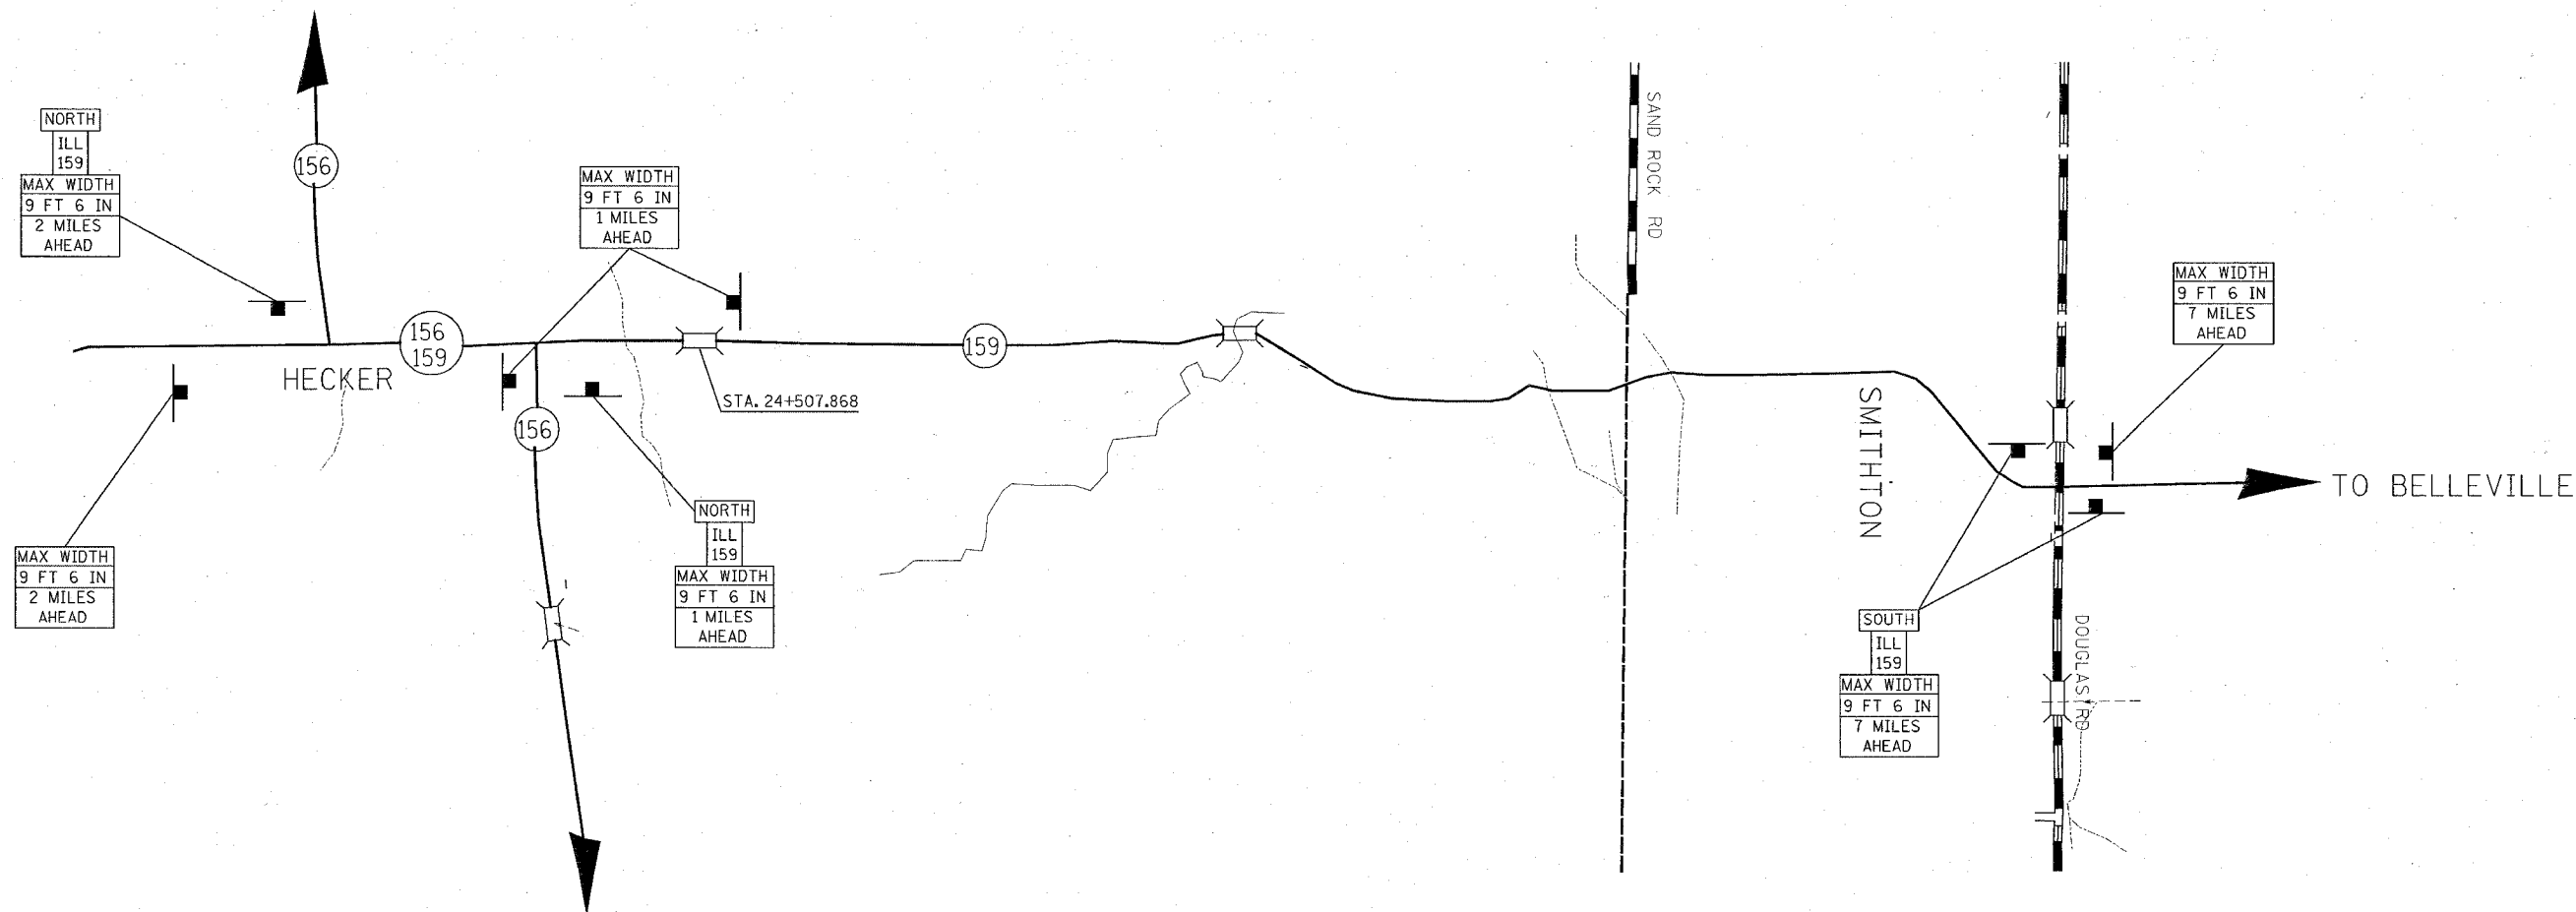 NORTH
ILL
159
MAX WIDTH
9 FT 6 IN
2 MILES
AHEAD
156
MAX WIDTH
9 FT 6 IN
1 MILES
AHEAD
SAND ROCK RD
MAX WIDTH
9 FT 6 IN
7 MILES
AHEAD
156
159
HECKER
159
STA. 24+507.868
156
SMITHTON
TO BELLEVILLE
NORTH
ILL
159
MAX WIDTH
9 FT 6 IN
1 MILES
AHEAD
MAX WIDTH
9 FT 6 IN
2 MILES
AHEAD
SOUTH
ILL
159
MAX WIDTH
9 FT 6 IN
7 MILES
AHEAD
DOUGLAS RD